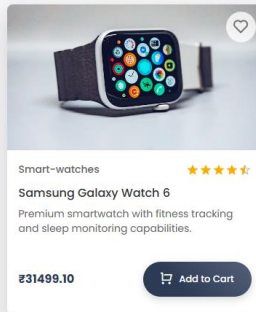 Smart-watches
Samsung Galaxy Watch 6
Premium smartwatch with fitness tracking
and sleep monitoring capabilities.
₹31499.10
Add to Cart